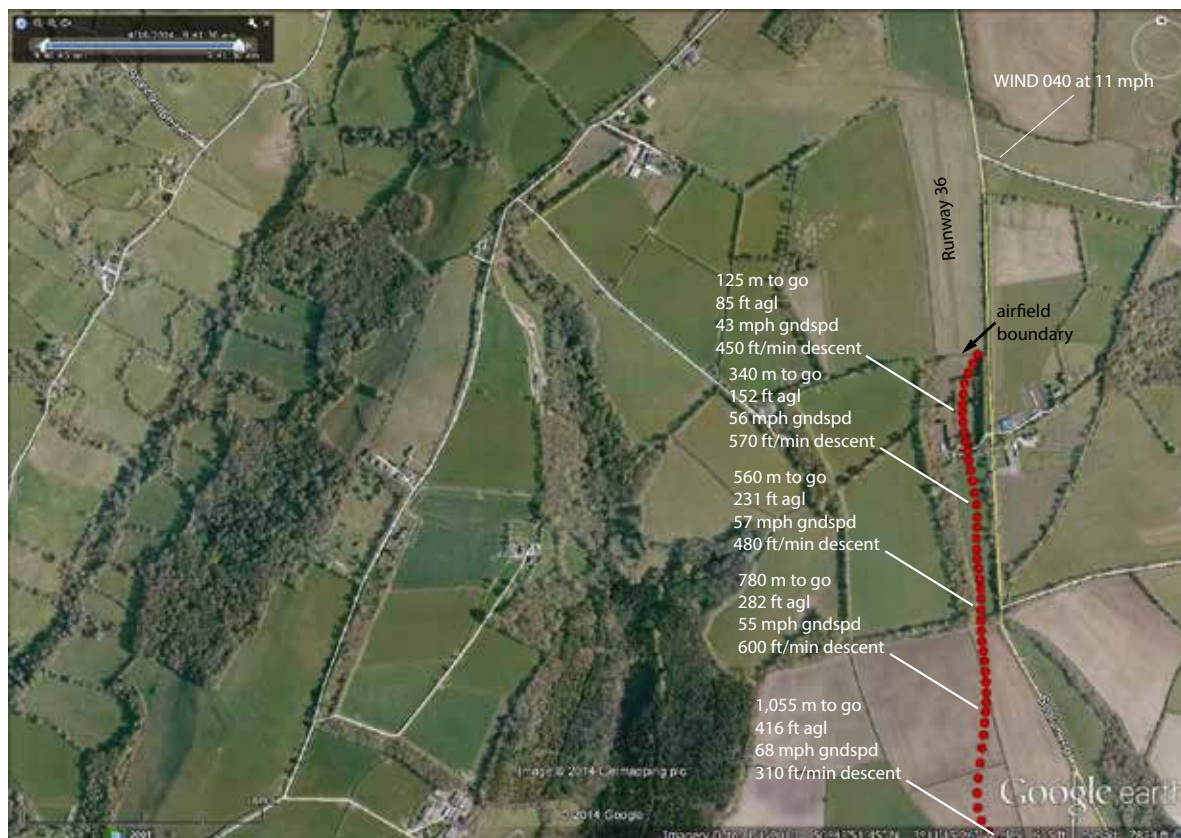 WIND 040 at 11 mph
Runway 36
125 m to go
85 ft agl
43 mph gndspd
450 ft/min descent
airfield
boundary
340 m to go
152 ft agl
56 mph gndspd
570 ft/min descent
560 m to go
231 ft agl
57 mph gndspd
480 ft/min descent
780 m to go
282 ft agl
55 mph gndspd
600 ft/min descent
1,055 m to go
416 ft agl
68 mph gndspd
310 ft/min descent
Image © 2014 Getmapping plc
© 2014 Google
Google earth
2001
Imagery Date: